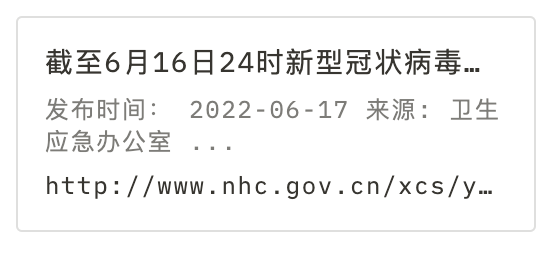 截至6月16日24时新型冠状病毒…
发布时间： 2022-06-17 来源: 卫生
应急办公室 ...
http://www.nhc.gov.cn/xcs/y…